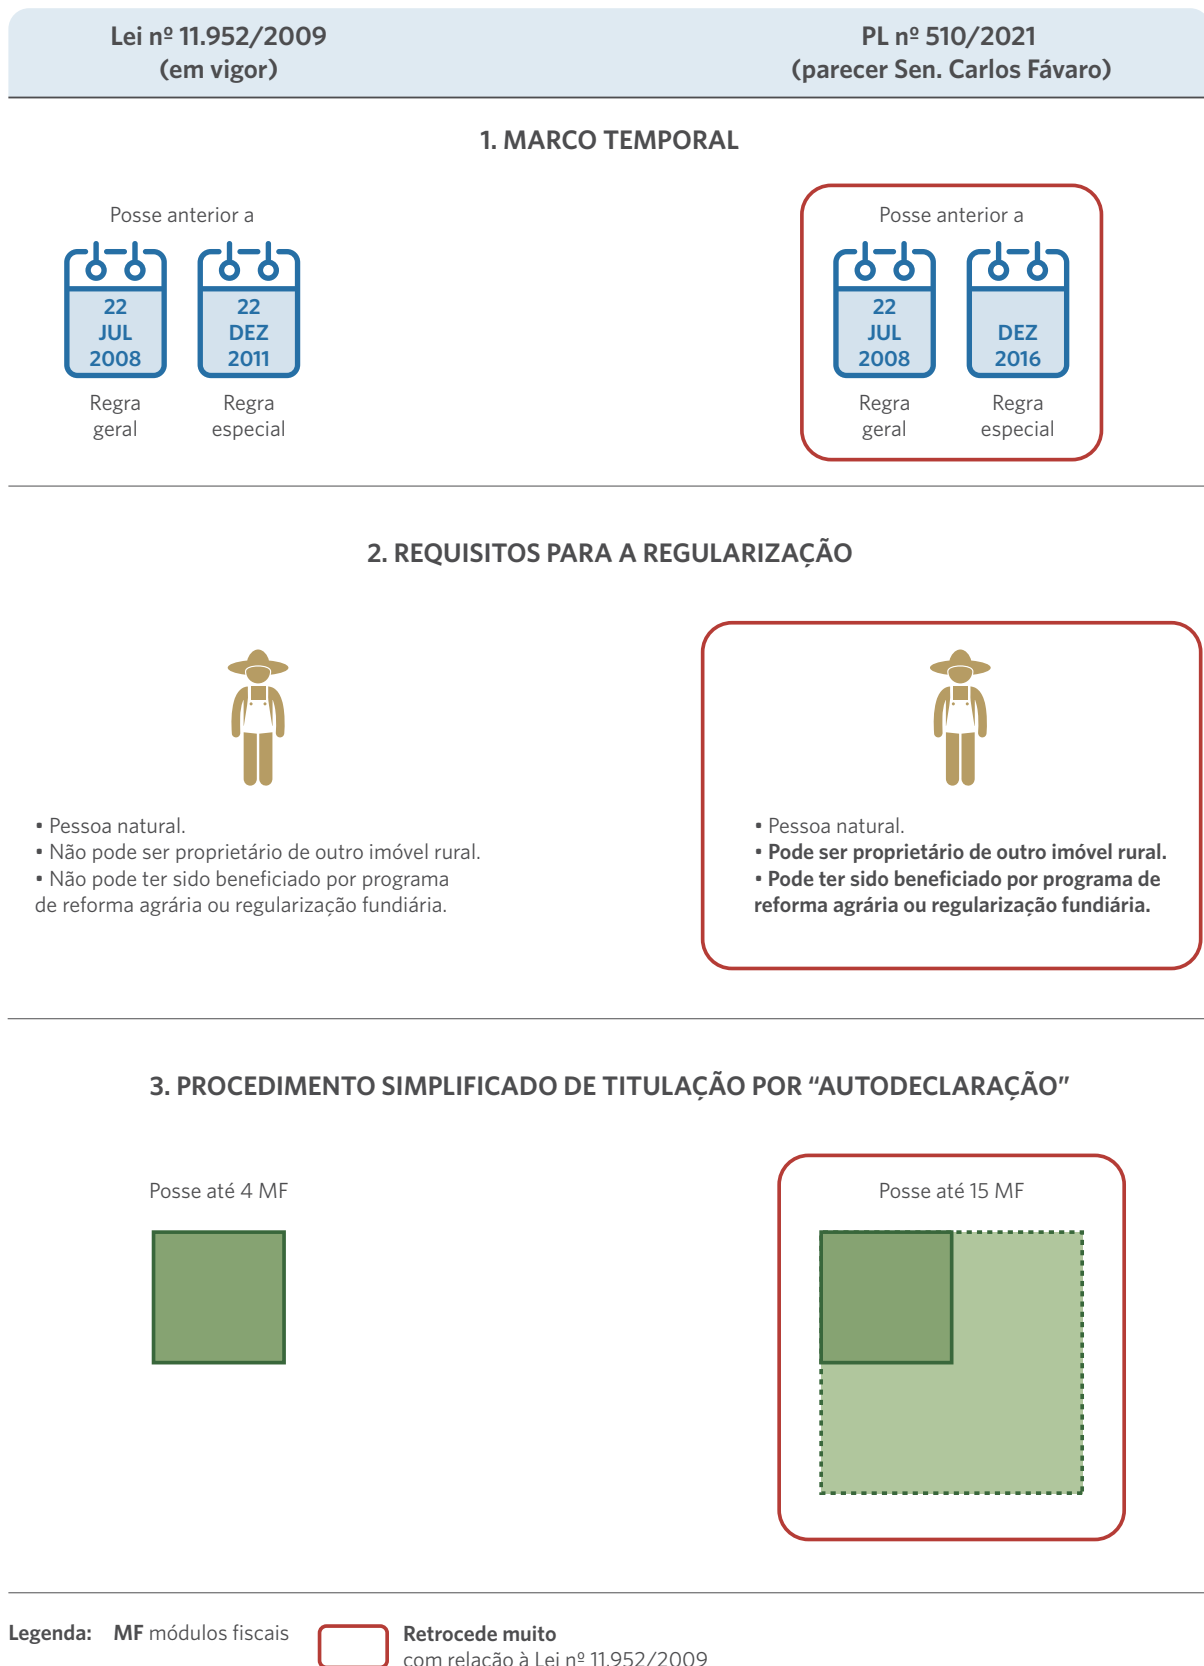 Lei nº 11.952/2009
(em vigor)
PL nº 510/2021
(parecer Sen. Carlos Fávaro)
1. MARCO TEMPORAL
Posse anterior a
22
JUL
2008
22
DEZ
2011
Regra
geral
Regra
especial
Posse anterior a
22
JUL
2008
DEZ
2016
Regra
geral
Regra
especial
2. REQUISITOS PARA A REGULARIZAÇÃO
• Pessoa natural.
• Não pode ser proprietário de outro imóvel rural.
• Não pode ter sido beneficiado por programa
de reforma agrária ou regularização fundiária.
• Pessoa natural.
• Pode ser proprietário de outro imóvel rural.
• Pode ter sido beneficiado por programa de
reforma agrária ou regularização fundiária.
3. PROCEDIMENTO SIMPLIFICADO DE TITULAÇÃO POR “AUTODECLARAÇÃO”
Posse até 4 MF
Posse até 15 MF
Legenda: MF módulos fiscais
Retrocede muito
com relação à Lei nº 11.952/2009